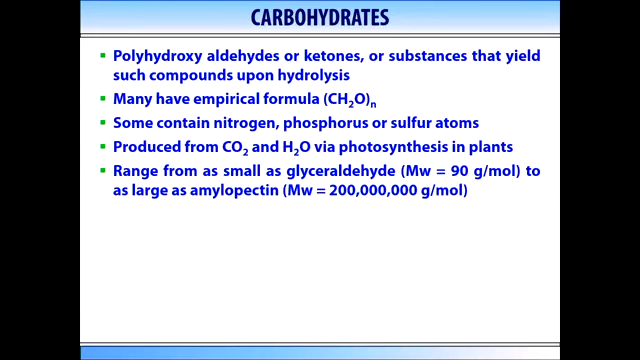 CARBOHYDRATES
▪ Polyhydroxy aldehydes or ketones, or substances that yield
such compounds upon hydrolysis
▪ Many have empirical formula (CH₂O)ₙ
▪ Some contain nitrogen, phosphorus or sulfur atoms
▪ Produced from CO₂ and H₂O via photosynthesis in plants
▪ Range from as small as glyceraldehyde (Mw = 90 g/mol) to
as large as amylopectin (Mw = 200,000,000 g/mol)